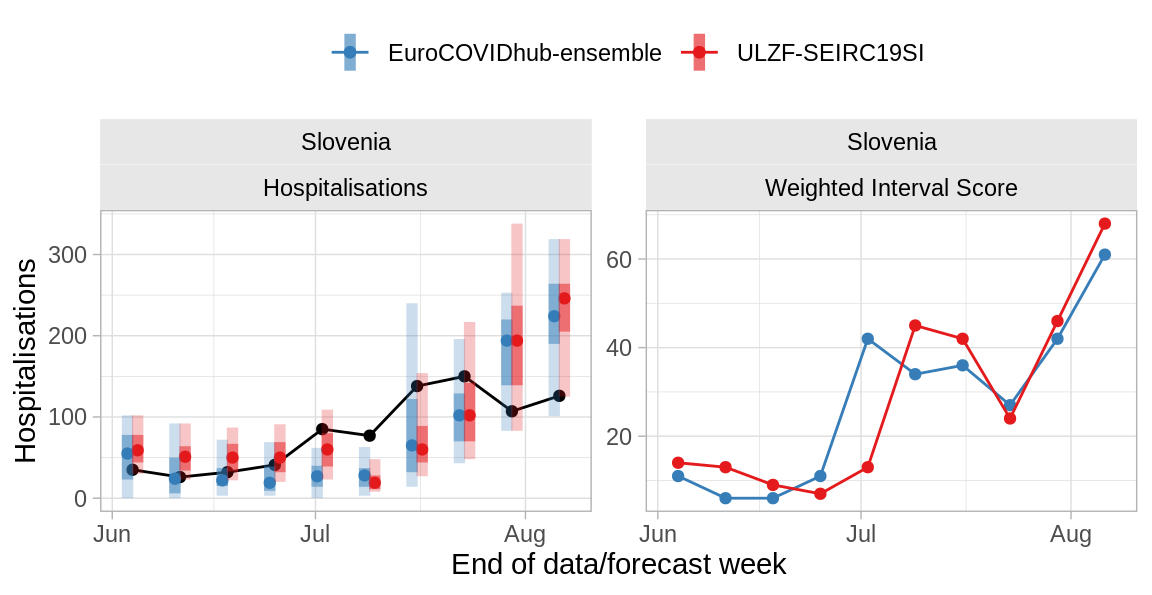 EuroCOVIDhub-ensemble ULZF-SEIRC19SI
Slovenia
Hospitalisations
Hospitalisations
300
200
100
0
Jun Jul Aug
Slovenia
Weighted Interval Score
60
40
20
Jun Jul Aug
End of data/forecast week